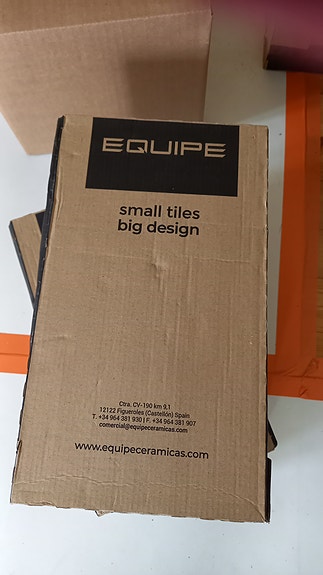 EQUIPE
small tiles
big design
Ctra. CV-190 km 9,1
12122 Figueroles (Castellón) Spain
T. +34 964 381 930 | F. +34 964 381 907
comercial@equipeceramicas.com
www.equipeceramicas.com